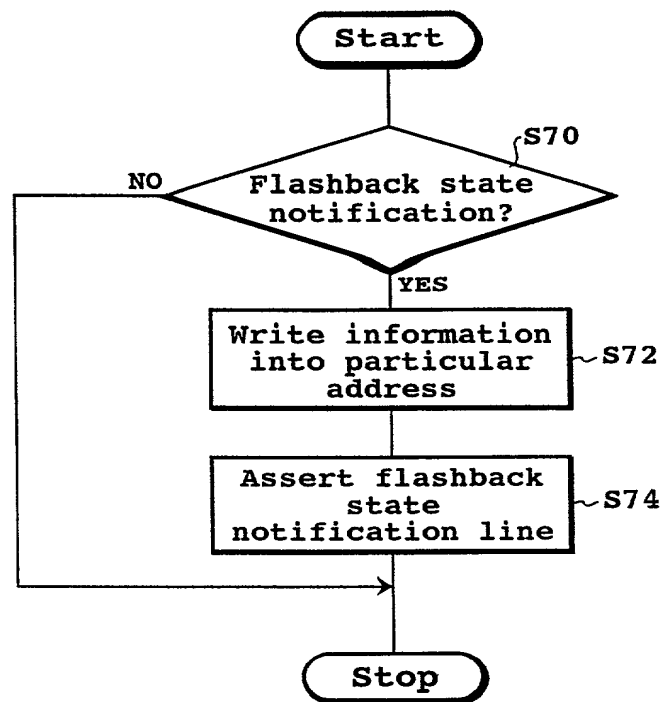 Start
S70
NO
Flashback state
notification?
YES
Write information
into particular
address
S72
Assert flashback
state
notification line
S74
Stop